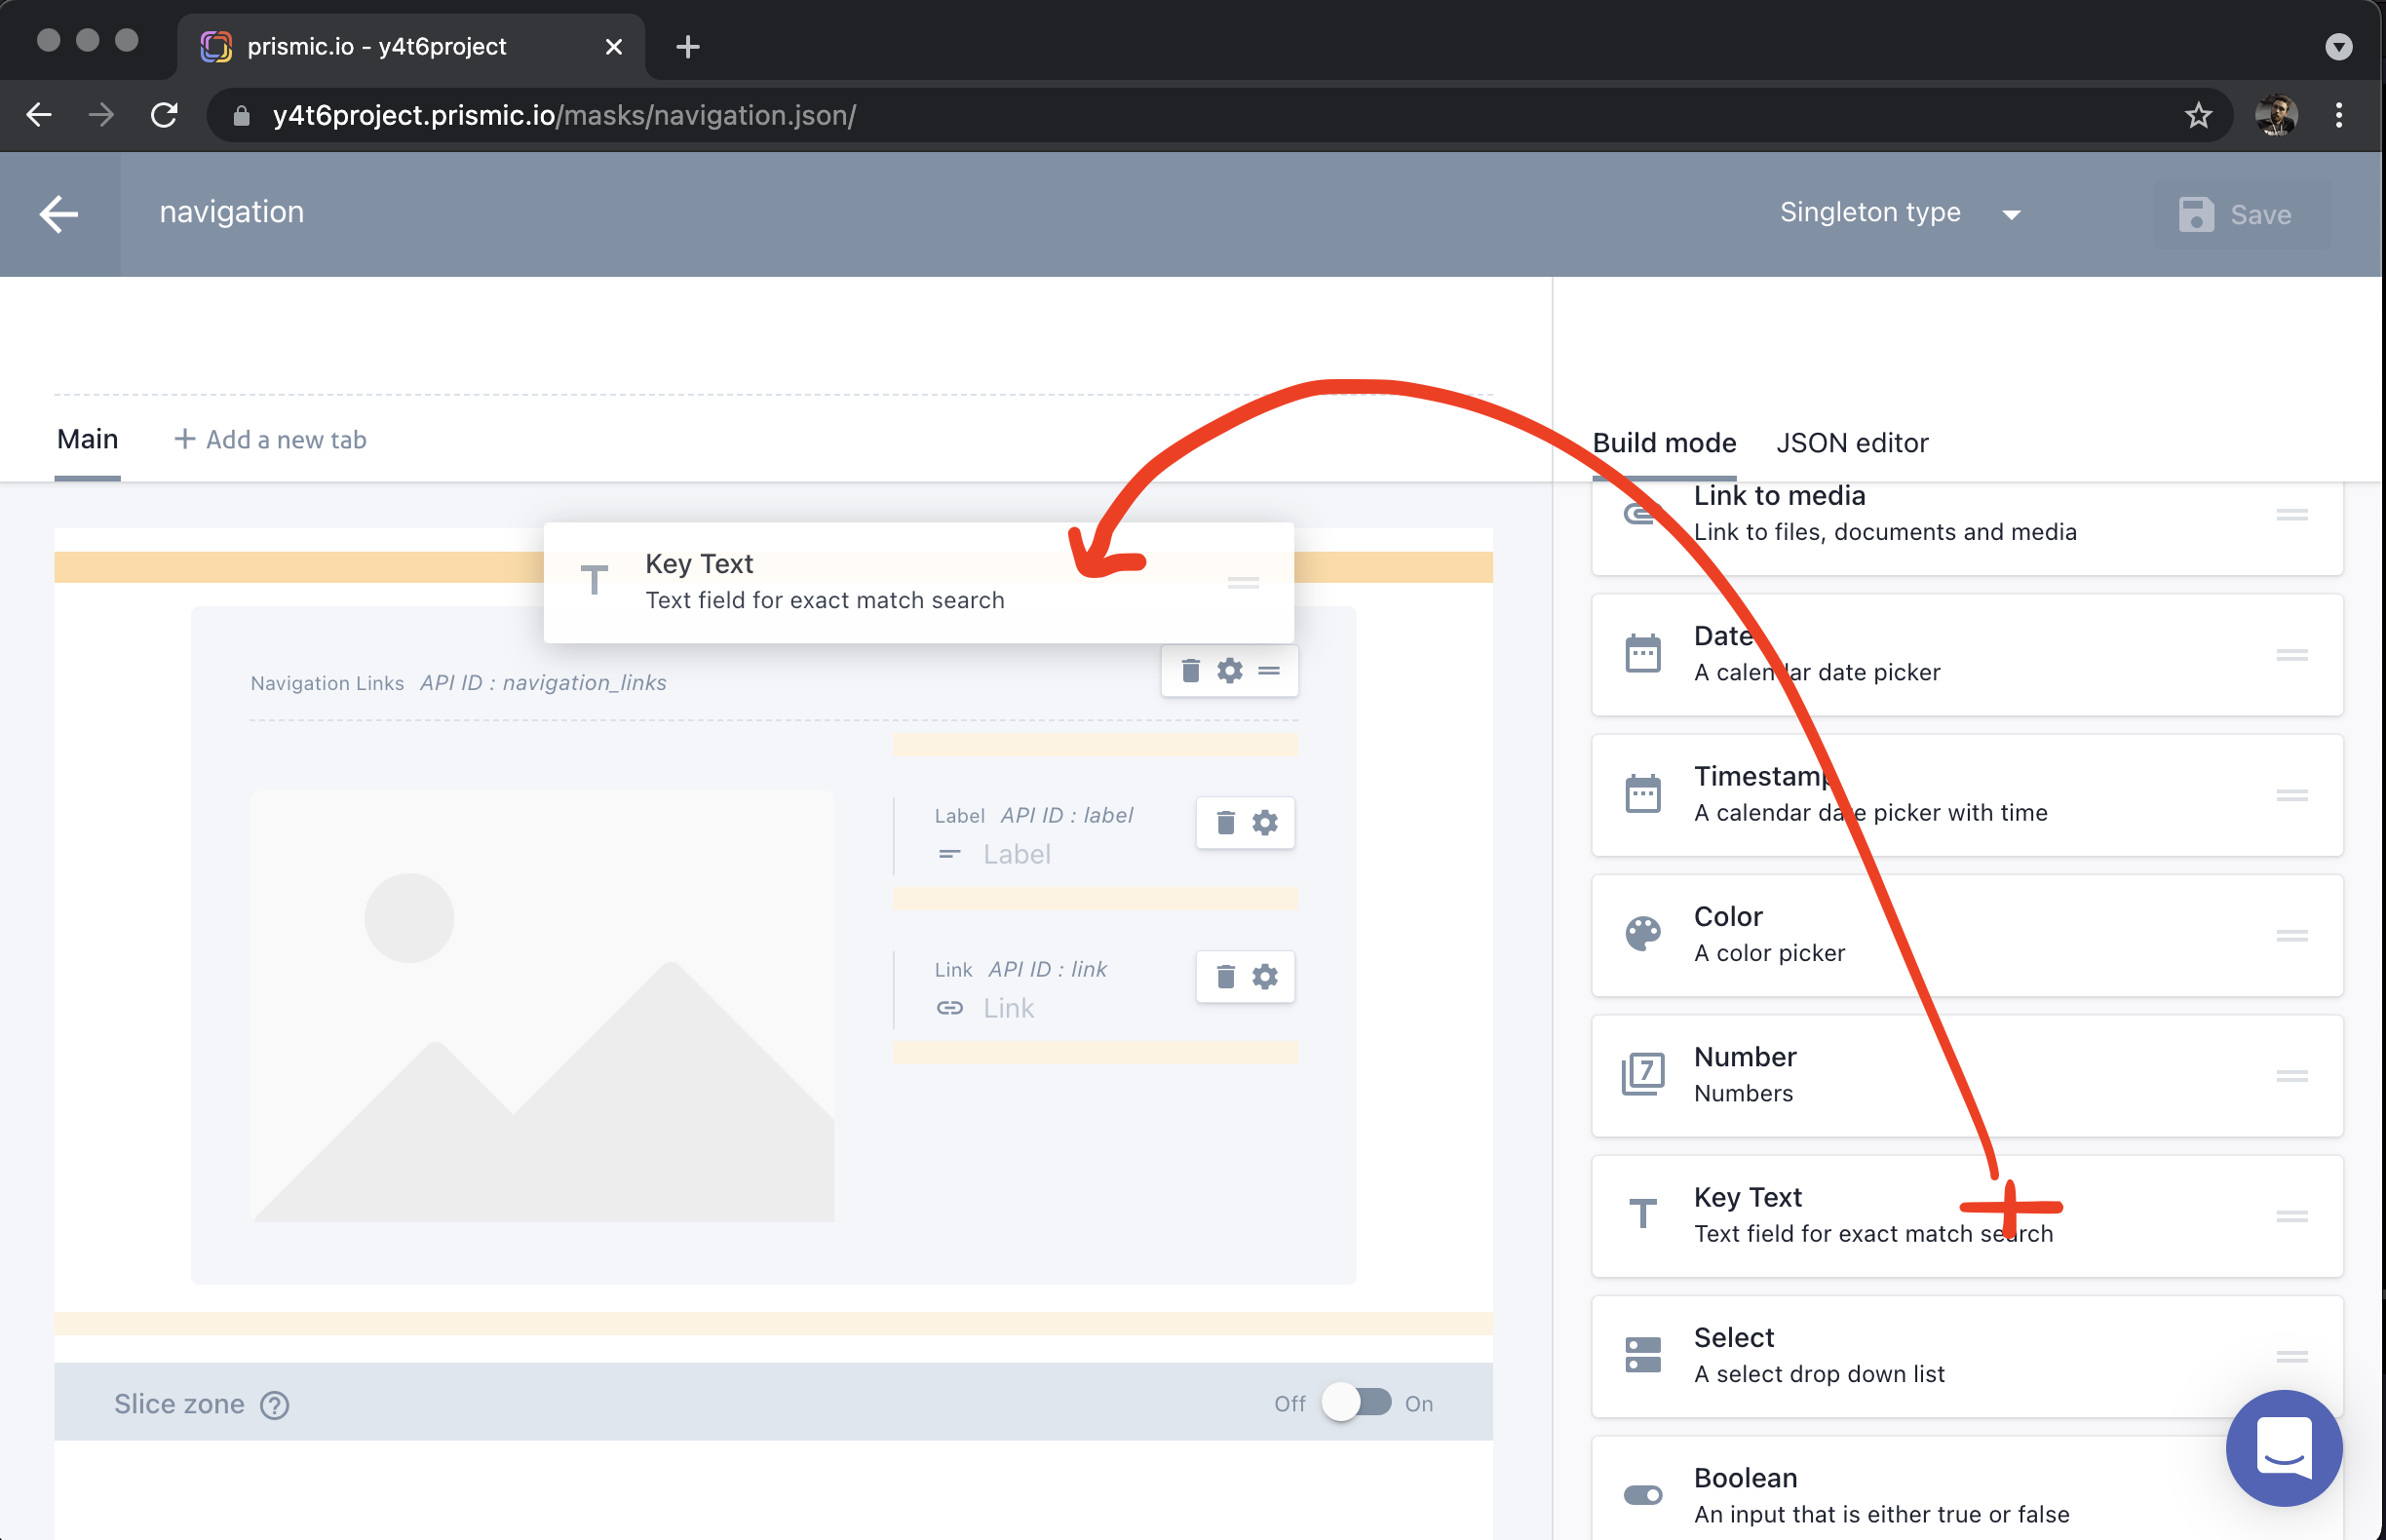 prismic.io - y4t6project
y4t6project.prismic.io/masks/navigation.json/
navigation
Singleton type
Save
Main
Add a new tab
Build mode
JSON editor
Key Text
Text field for exact match search
Navigation Links API ID : navigation_links
Label API ID : label
Label
Link API ID : link
Link
Slice zone ?
Off
On
Link to media
Link to files, documents and media
Date
A calendar date picker
Timestamp
A calendar date picker with time
Color
A color picker
7
Number
Numbers
Key Text
Text field for exact match search
Select
A select drop down list
Boolean
An input that is either true or false